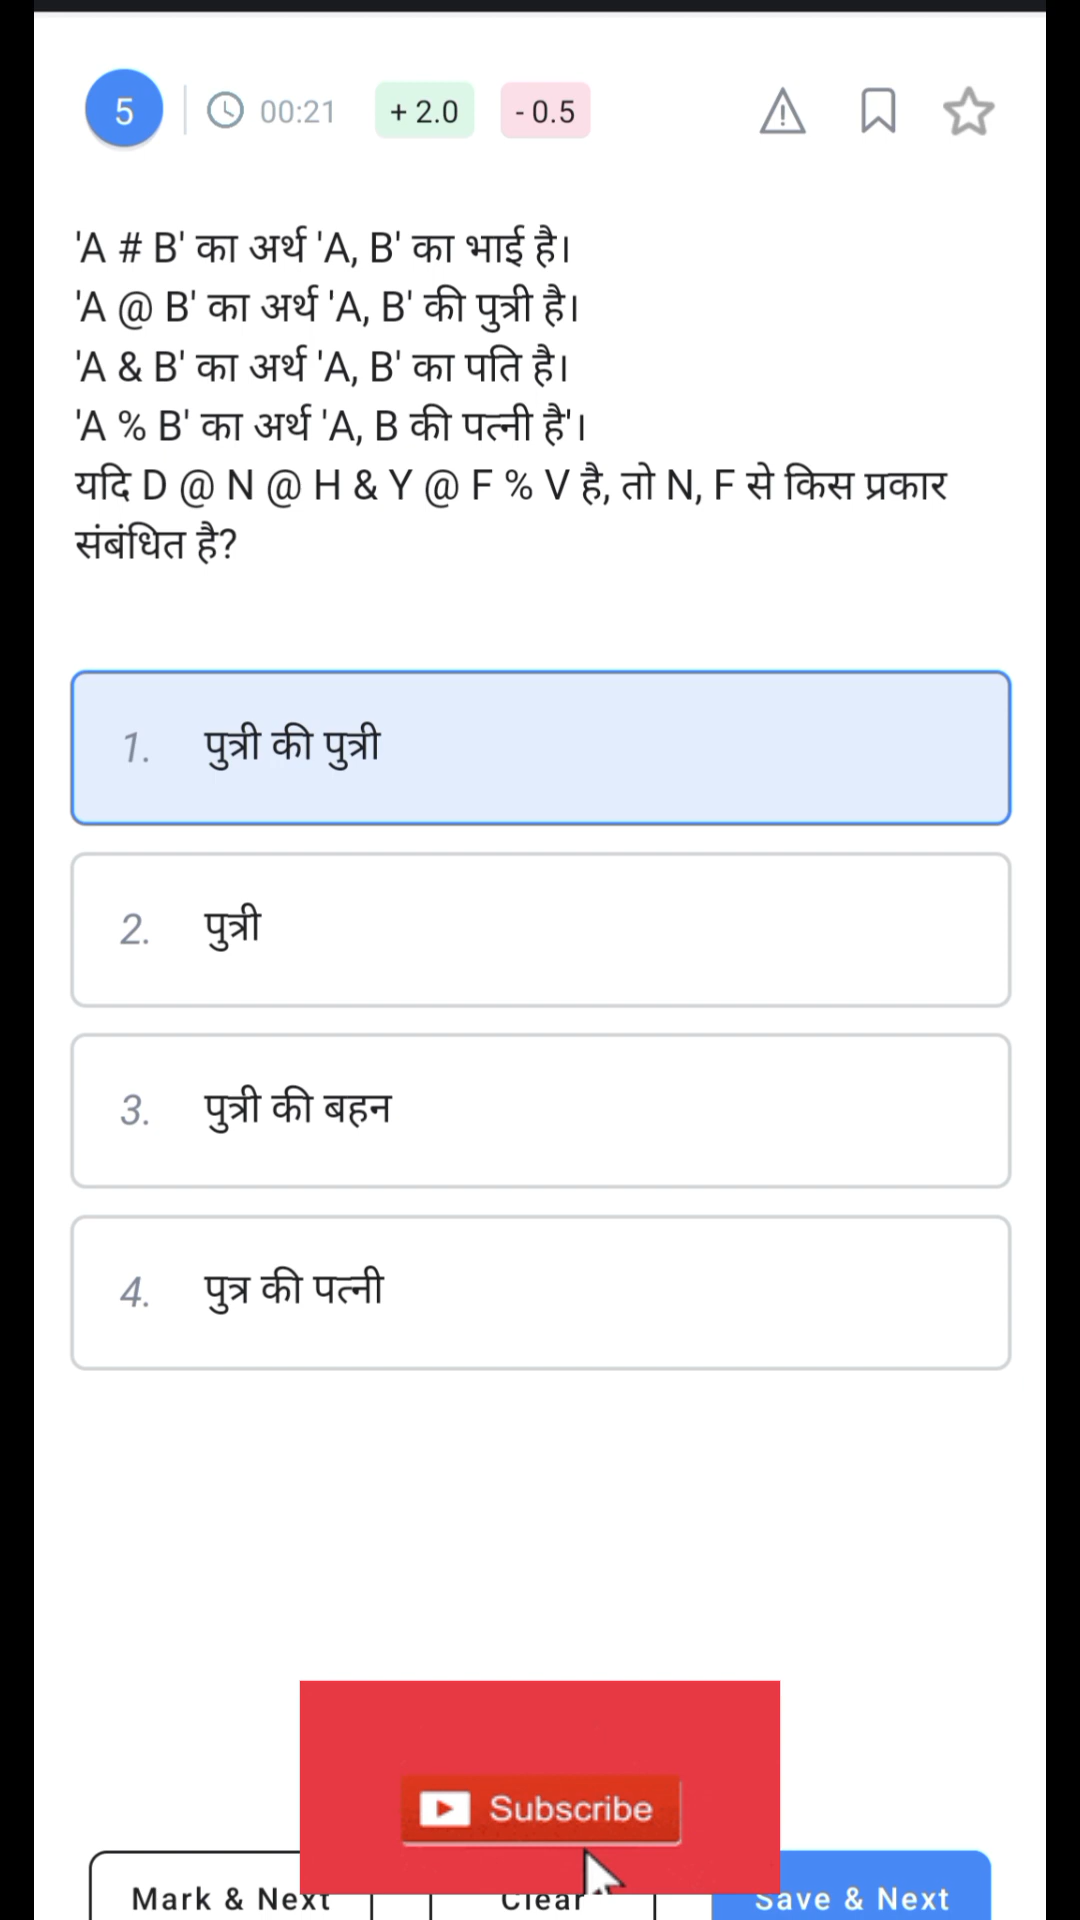 5 00:21 + 2.0 - 0.5
'A # B' का अर्थ 'A, B' का भाई है।
'A @ B' का अर्थ 'A, B' की पुत्री है।
'A & B' का अर्थ 'A, B' का पति है।
'A % B' का अर्थ 'A, B की पत्नी है'।
यदि D @ N @ H & Y @ F % V है, तो N, F से किस प्रकार
संबंधित है?
1. पुत्री की पुत्री
2. पुत्री
3. पुत्री की बहन
4. पुत्र की पत्नी
Subscribe
Mark & Next Clear Save & Next